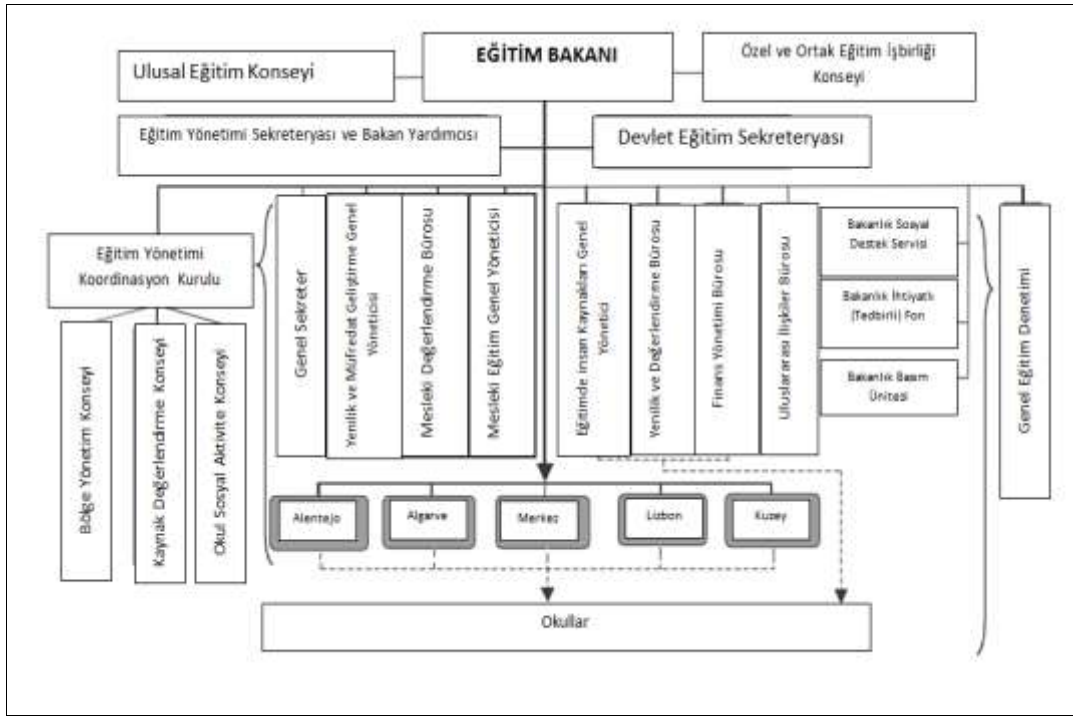 EĞİTİM BAKANI
Ulusal Eğitim Konseyi
Özel ve Ortak Eğitim İşbirliği
Konseyi
Eğitim Yönetimi Sekreteryası ve Bakan Yardımcısı
Devlet Eğitim Sekreteryası
Eğitim Yönetimi
Koordinasyon Kurulu
Bölge Yönetim Konseyi
Kaynak Değerlendirme Konseyi
Okul Sosyal Aktivite Konseyi
Genel Sekreter
Yenilik ve Müfredat Geliştirme Genel
Yöneticisi
Mesleki Değerlendirme Bürosu
Mesleki Eğitim Genel Yöneticisi
Eğitimde insan Kaynakları Genel
Yönetici
Yenilik ve Değerlendirme Bürosu
Finans Yönetimi Bürosu
Uluslararası İlişkiler Bürosu
Bakanlık Sosyal
Destek Servisi
Bakanlık İhtiyatlı
(Tedbirli) Fon
Bakanlık Basım
Ünitesi
Genel Eğitim Denetimi
Alentejo
Algarve
Merkez
Lizbon
Kuzey
Okullar